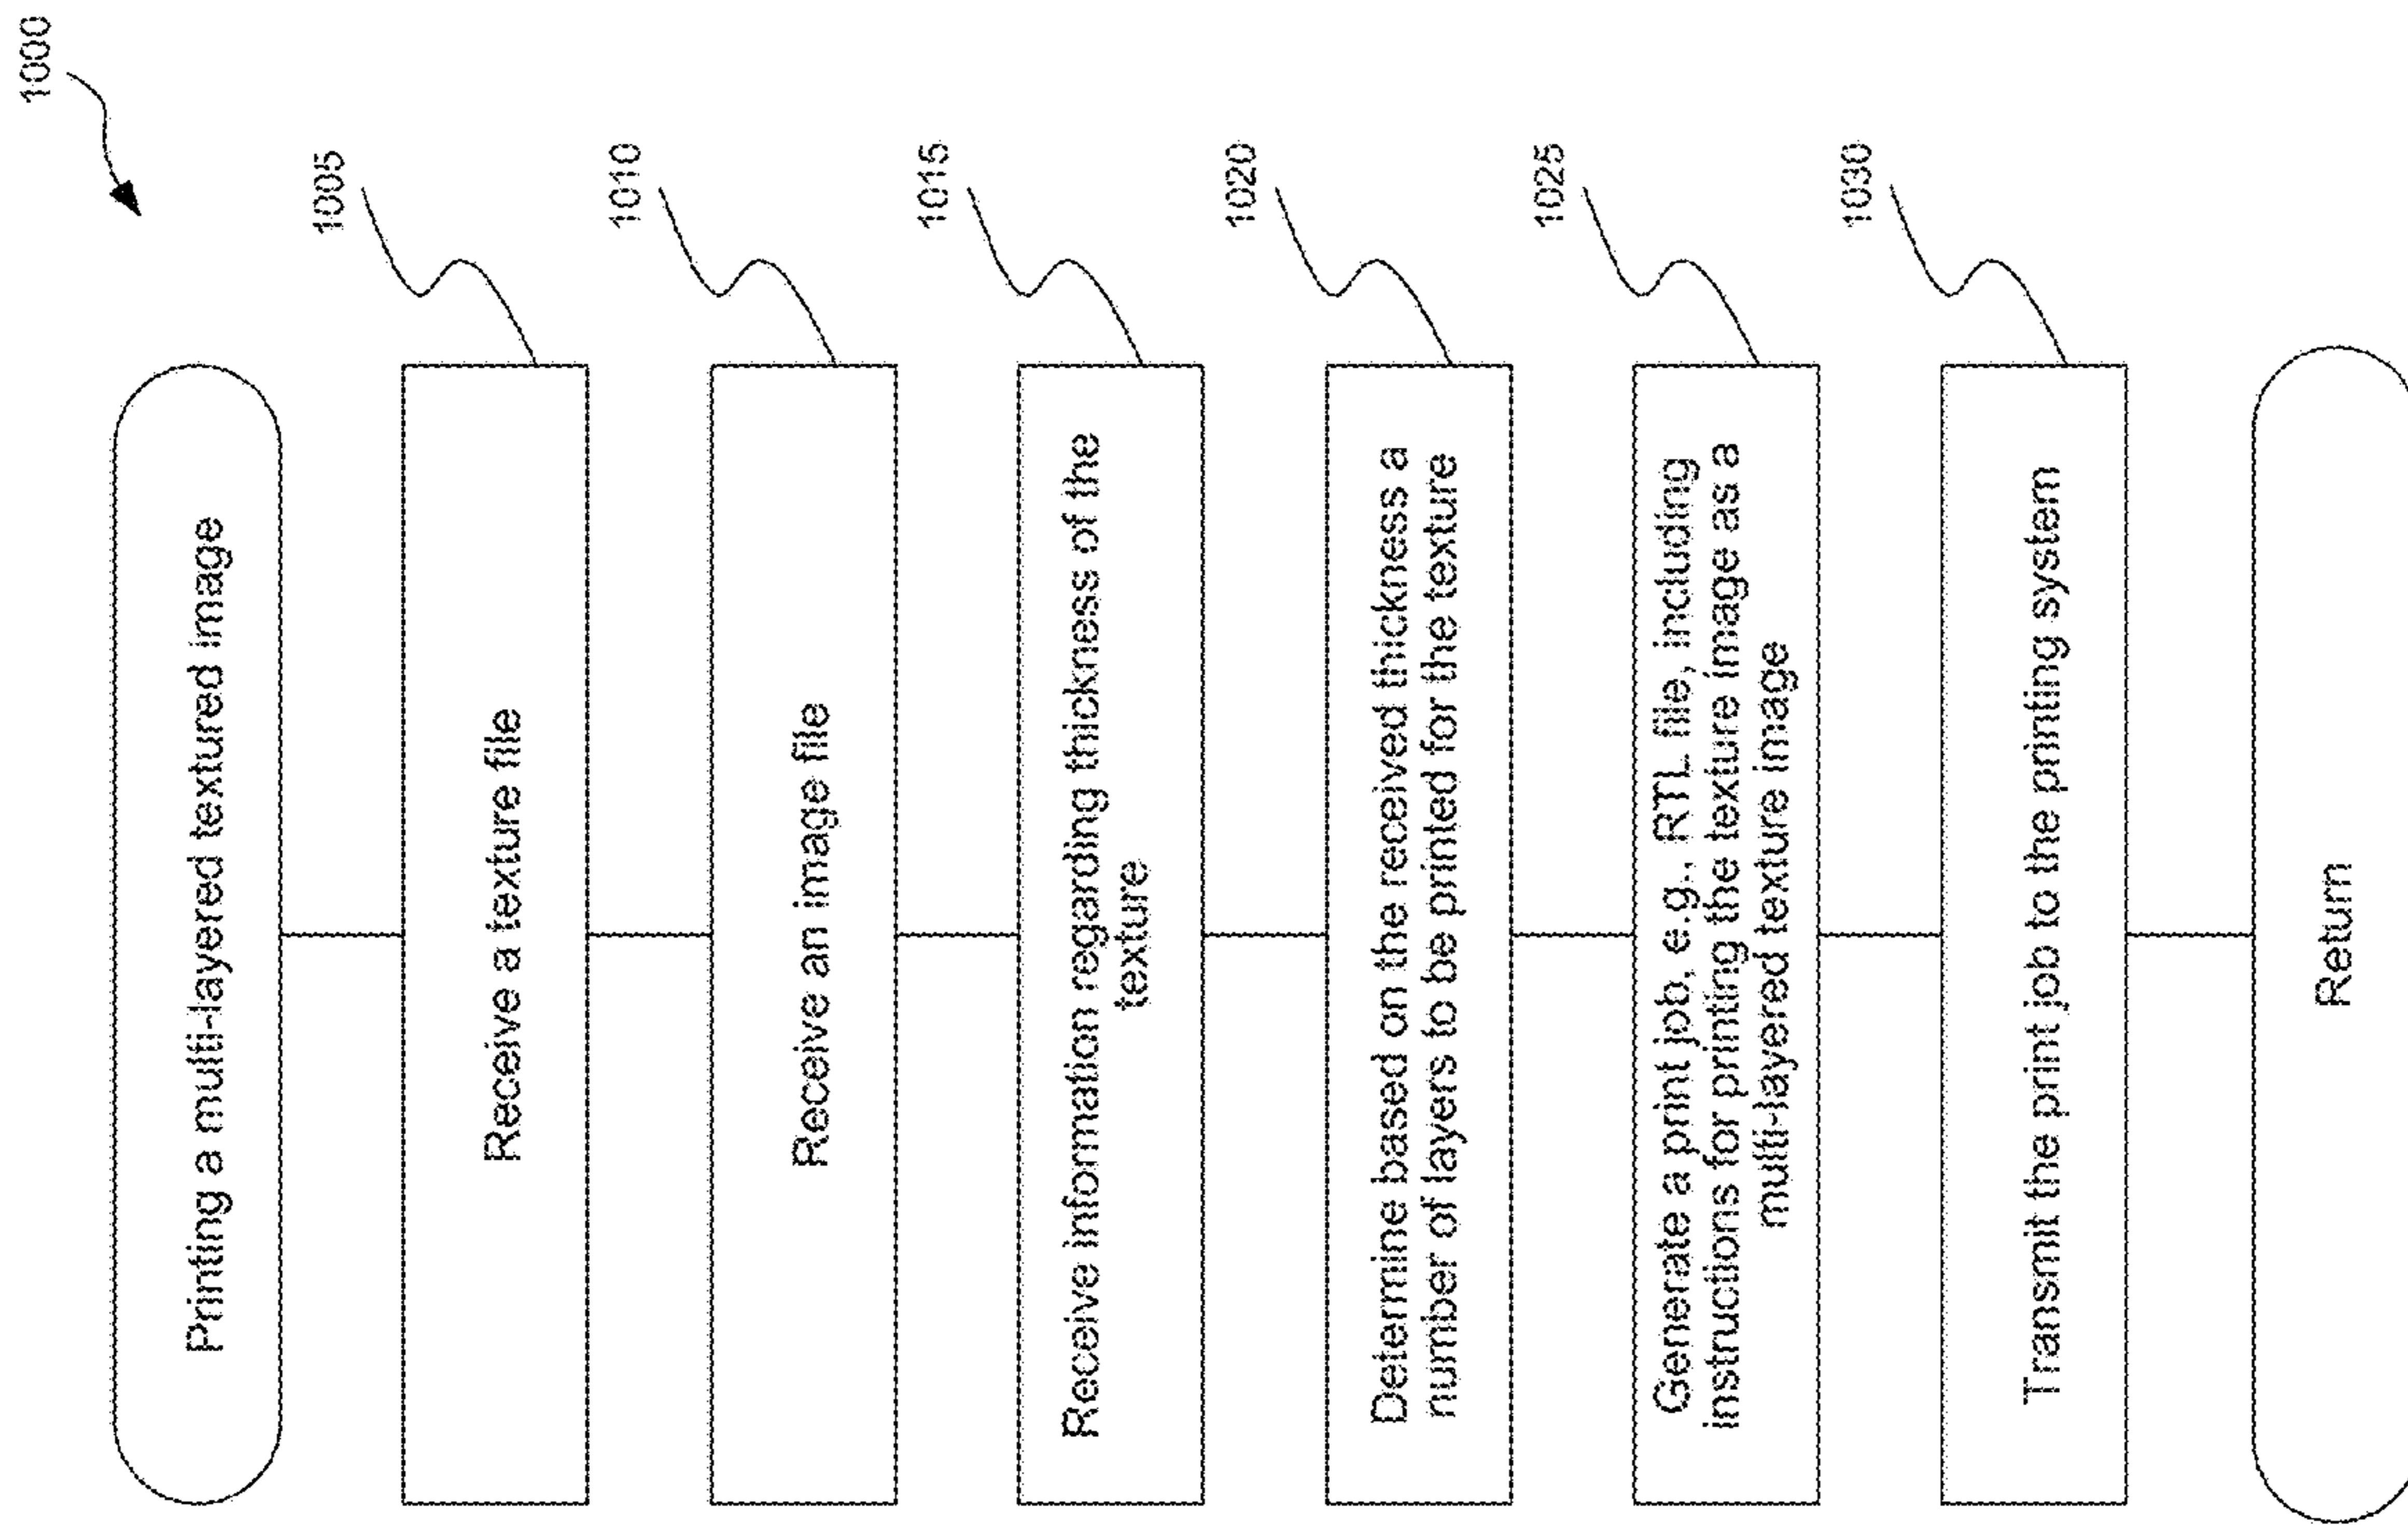 1000
Printing a multi-layered textured image
1005
Receive a texture file
1010
Receive an image file
1015
Receive information regarding thickness of the
texture
1020
Determine based on the received thickness a
number of layers to be printed for the texture
1025
Generate a print job, e.g., RTL file, including
instructions for printing the texture image as a
multi-layered texture image
1030
Transmit the print job to the printing system
Return